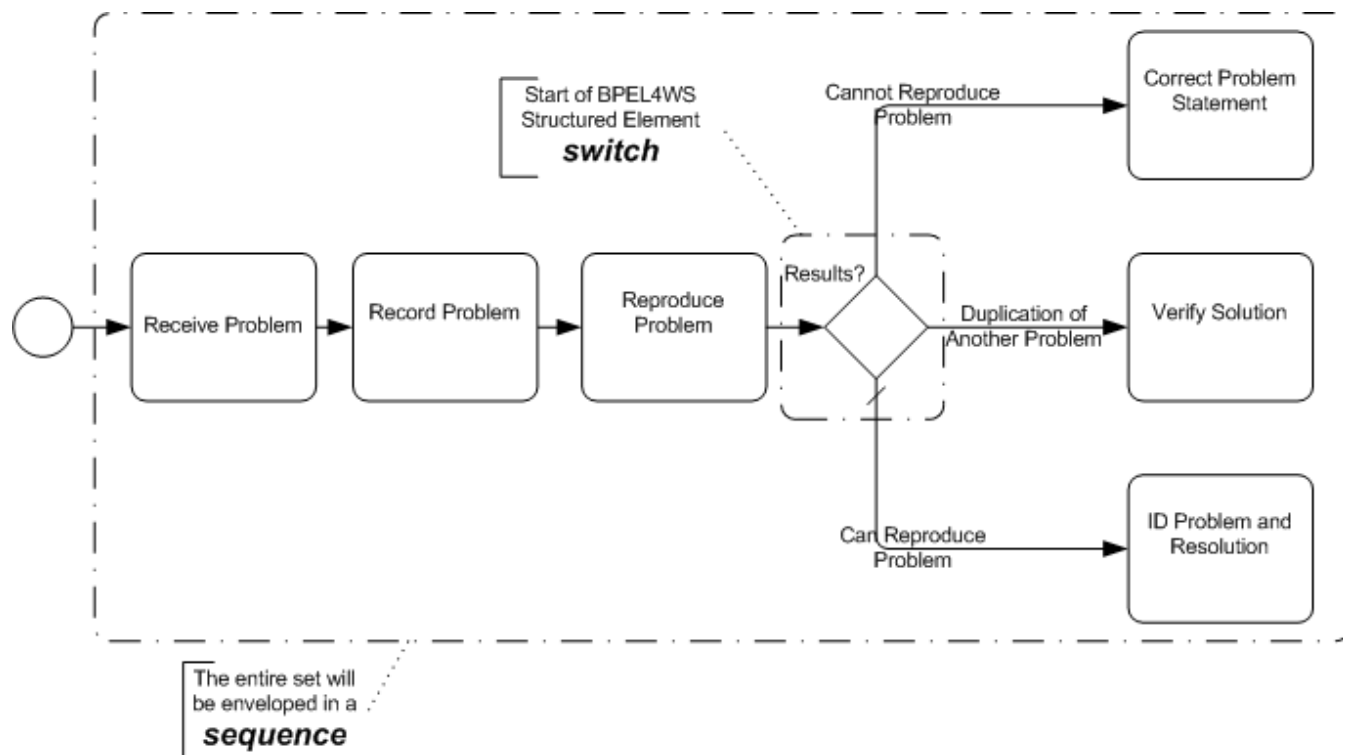 Start of BPEL4WS
Structured Element
switch
Cannot Reproduce
Problem
Correct Problem
Statement
Receive Problem
Record Problem
Reproduce
Problem
Results?
Duplication of
Another Problem
Verify Solution
Can Reproduce
Problem
ID Problem and
Resolution
The entire set will
be enveloped in a
sequence